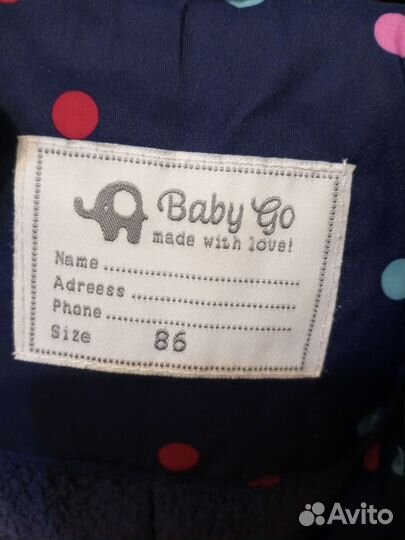 Baby Go
made with love!
Name
Adreess
Phone
Size 86
Avito